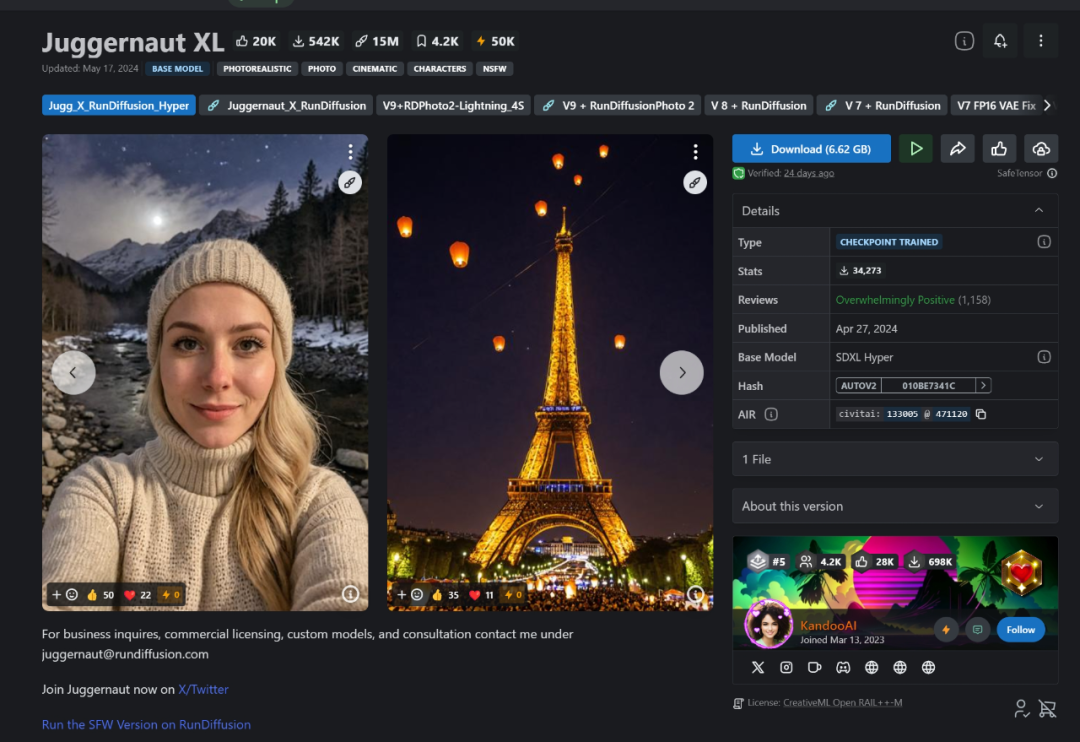 Juggernaut XL 20K 542K 15M 4.2K 50K
Updated: May 17, 2024 BASE MODEL PHOTOREALISTIC PHOTO CINEMATIC CHARACTERS NSFW
Jugg_X_RunDiffusion_Hyper Juggernaut_X_RunDiffusion V9+RDPhoto2-Lightning_4S V9 + RunDiffusionPhoto 2 V 8 + RunDiffusion V 7 + RunDiffusion V7 FP16 VAE Fix
Download (6.62 GB)
Verified: 24 days ago SafeTensor
Details
Type CHECKPOINT TRAINED
Stats 34,273
Reviews Overwhelmingly Positive (1,158)
Published Apr 27, 2024
Base Model SDXL Hyper
Hash AUTOV2 010BE7341C
AIR civitai: 133005 @ 471120
1 File
About this version
#5 4.2K 28K 698K
KandooAI
Joined Mar 13, 2023
Follow
License: CreativeML Open RAIL++-M
+ 50 22 0
+ 35 11 0
For business inquires, commercial licensing, custom models, and consultation contact me under
juggernaut@rundiffusion.com
Join Juggernaut now on X/Twitter
Run the SFW Version on RunDiffusion